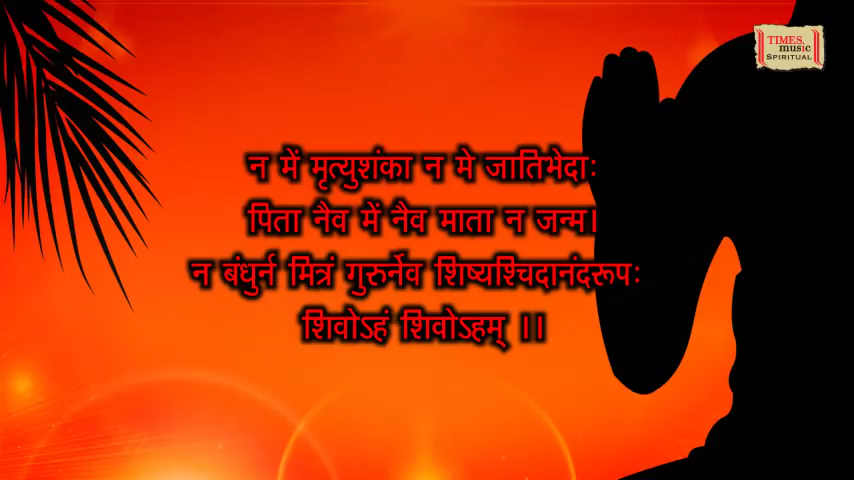 TIMES.
music
SPIRITUAL
न में मृत्युशंका न मे जातिभेदाः
पिता नैव में नैव माता न जन्म।
न बंधुर्न मित्रं गुरुर्नेव शिष्यश्चिदानंदरूपः
शिवोऽहं शिवोऽहम् ।।